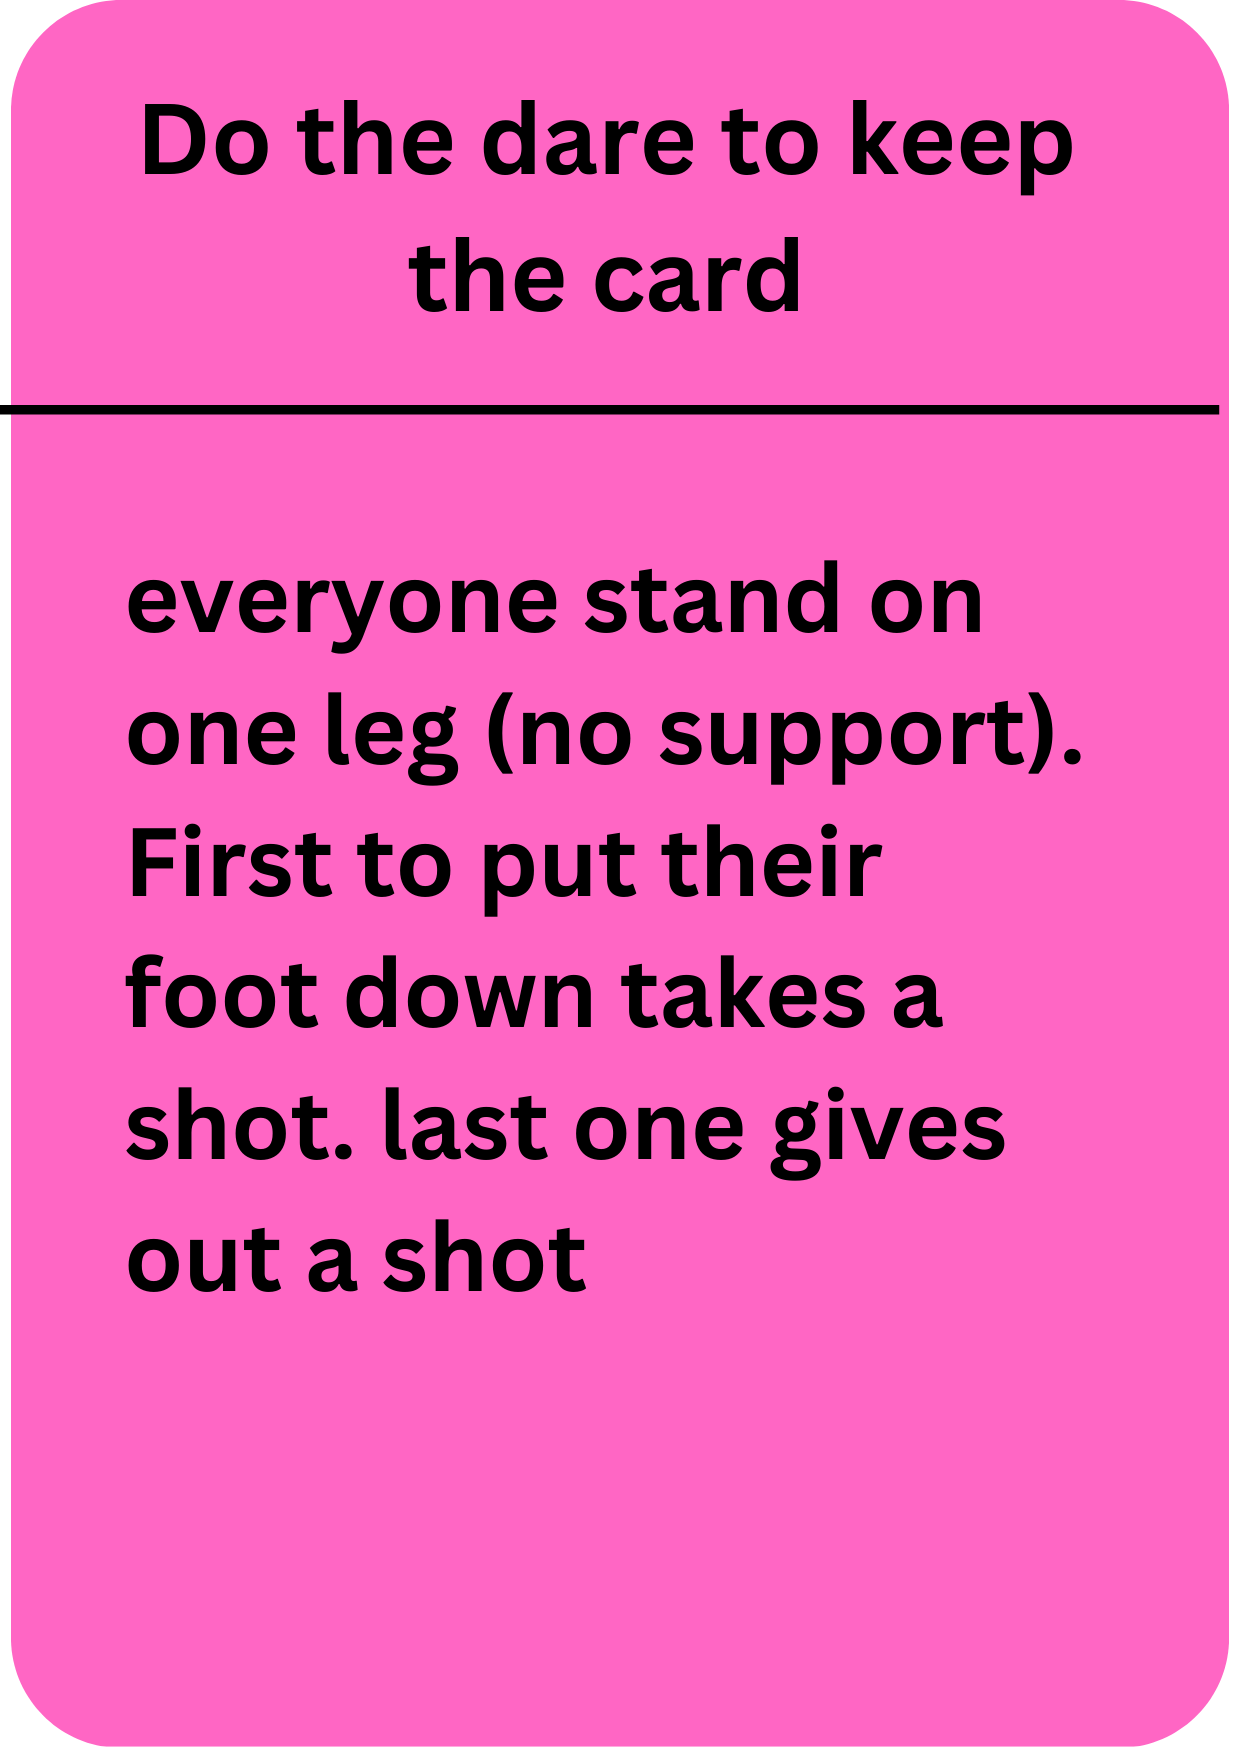 Do the dare to keep
the card
everyone stand on
one leg (no support).
First to put their
foot down takes a
shot. last one gives
out a shot